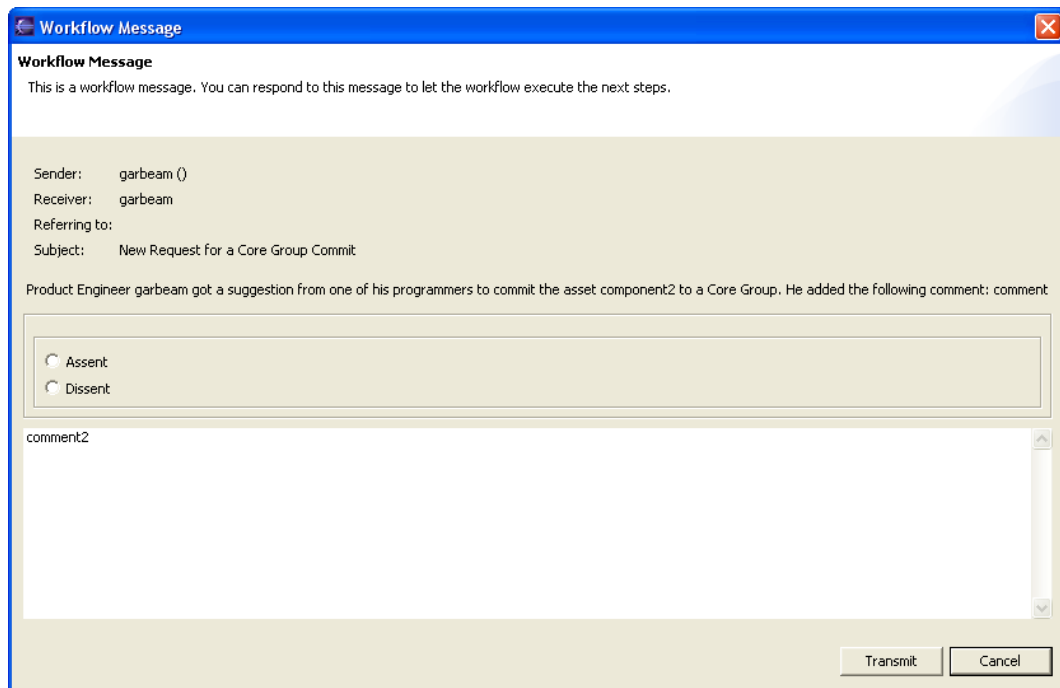 Workflow Message
Workflow Message
This is a workflow message. You can respond to this message to let the workflow execute the next steps.
Sender: garbeam ()
Receiver: garbeam
Referring to:
Subject: New Request for a Core Group Commit
Product Engineer garbeam got a suggestion from one of his programmers to commit the asset component2 to a Core Group. He added the following comment: comment
Assent
Dissent
comment2
Transmit Cancel